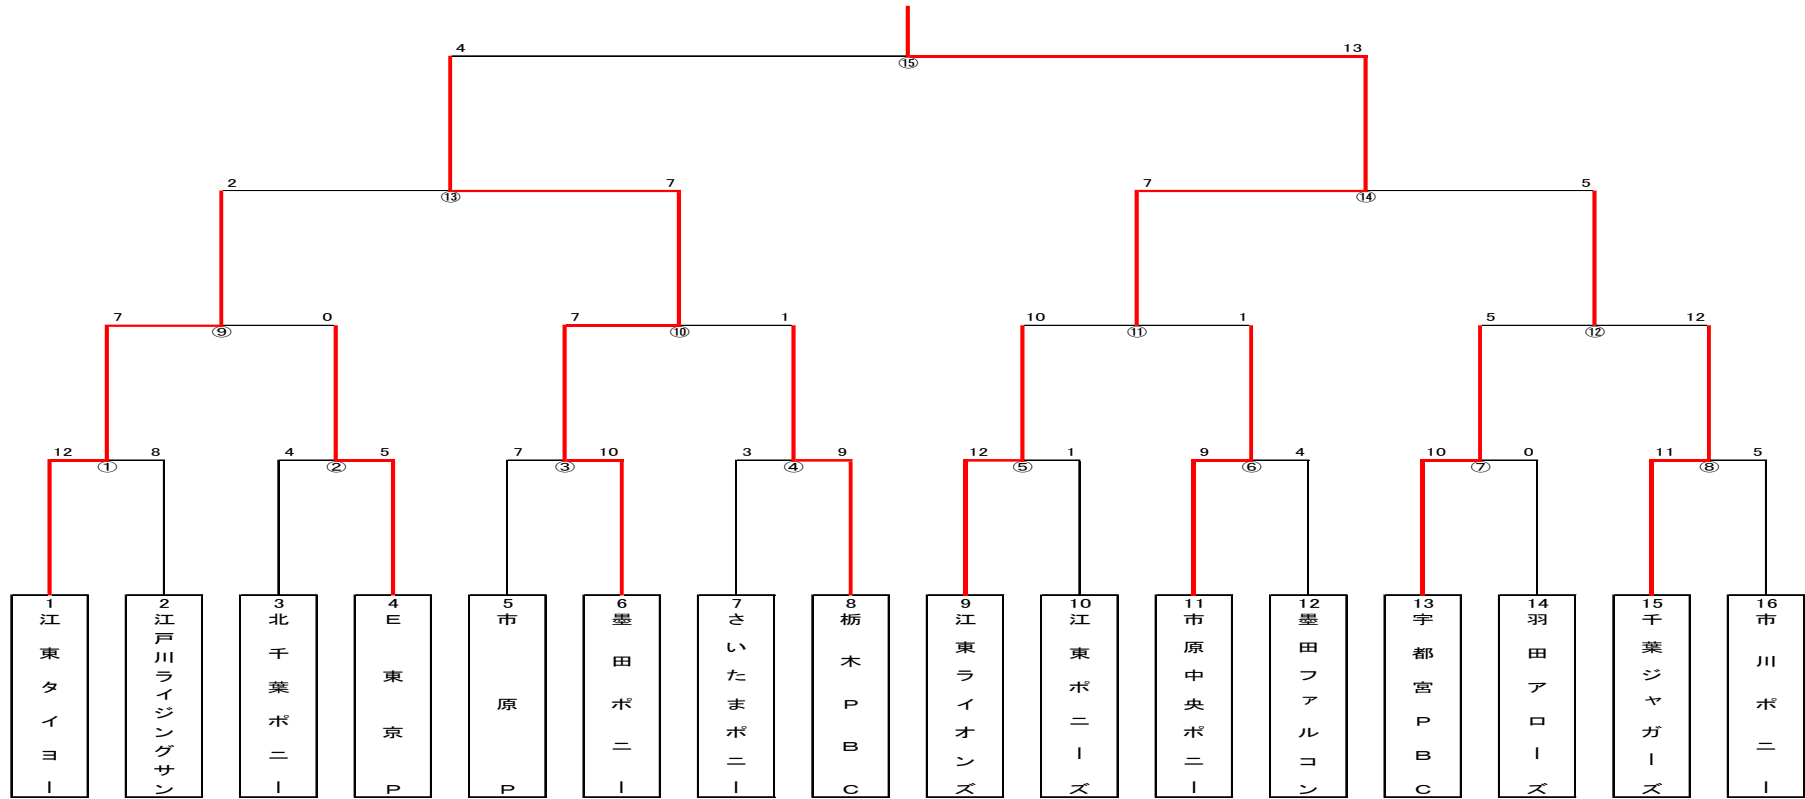 4 13
⑮
2 7 7 5
⑬ ⑭
7 0 7 1 10 1 5 12
⑨ ⑩ ⑪ ⑫
12 8 4 5 7 10 3 9 12 1 9 4 10 0 11 5
① ② ③ ④ ⑤ ⑥ ⑦ ⑧
1
江東タイヨー
2
江戸川ライジングサン
3
北千葉ポニー
4
E東京P
5
市原P
6
墨田ポニー
7
さいたまポニー
8
栃木PBC
9
江東ライオンズ
10
江東ポニーズ
11
市原中央ポニー
12
墨田ファルコン
13
宇都宮PBC
14
羽田アローズ
15
千葉ジャガーズ
16
市川ポニー